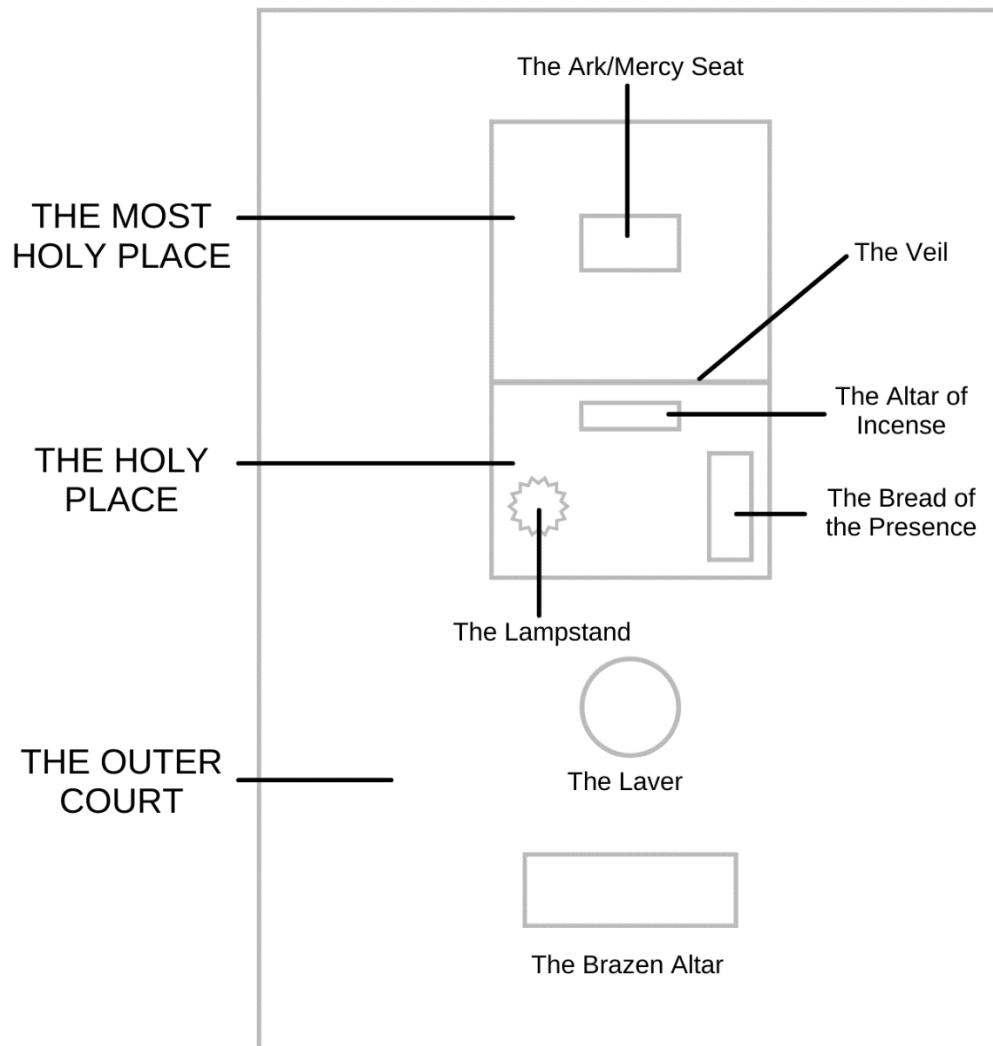 The Ark/Mercy Seat
THE MOST
HOLY PLACE
The Veil
The Altar of
Incense
THE HOLY
PLACE
The Bread of
the Presence
The Lampstand
THE OUTER
COURT
The Laver
The Brazen Altar